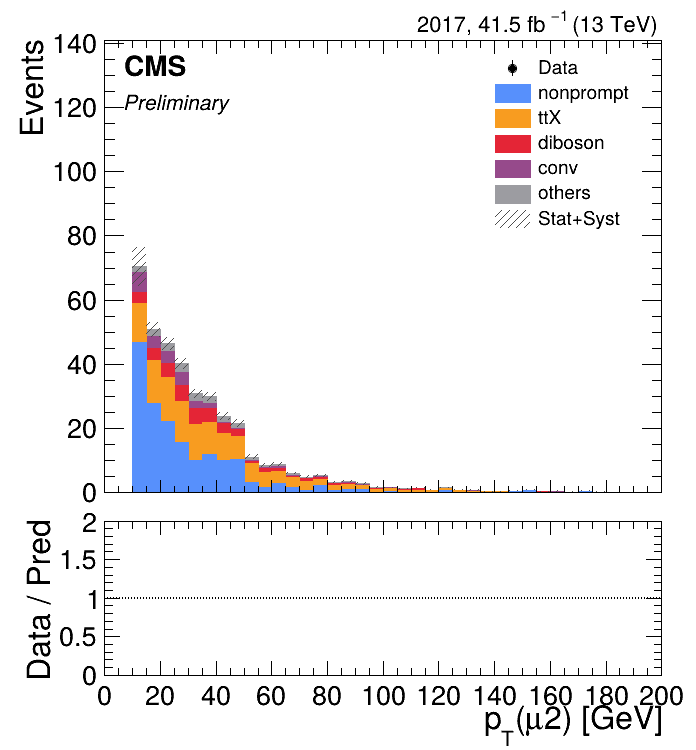 2017, 41.5 fb⁻¹ (13 TeV)
CMS
Preliminary
Events
140
120
100
80
60
40
20
0
Data
nonprompt
ttX
diboson
conv
others
Stat+Syst
Data / Pred
2
1.5
1
0.5
0
0 20 40 60 80 100 120 140 160 180 200
p_T(μ2) [GeV]